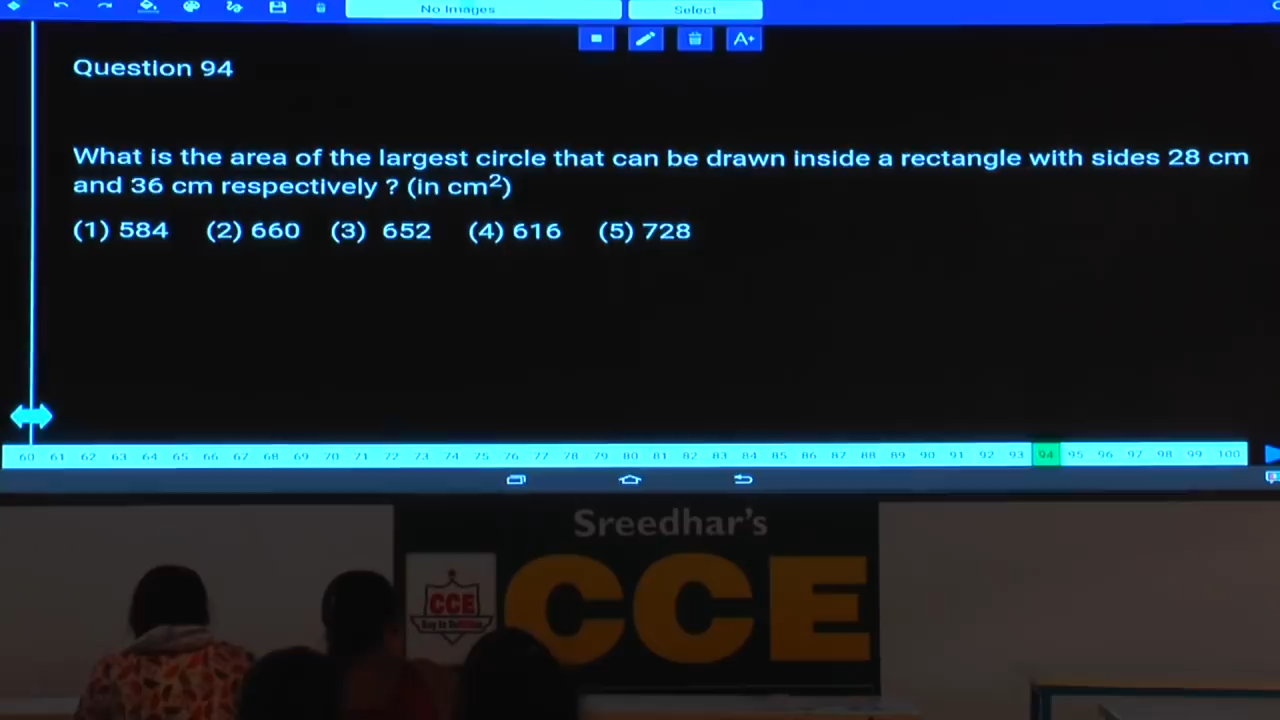 No Images Select
A+
Question 94
What is the area of the largest circle that can be drawn inside a rectangle with sides 28 cm
and 36 cm respectively ? (in cm²)
(1) 584 (2) 660 (3) 652 (4) 616 (5) 728
60 61 62 63 64 65 66 67 68 69 70 71 72 73 74 75 76 77 78 79 80 81 82 83 84 85 86 87 88 89 90 91 92 93 94 95 96 97 98 99 100
Sreedhar's
CCE
CCE